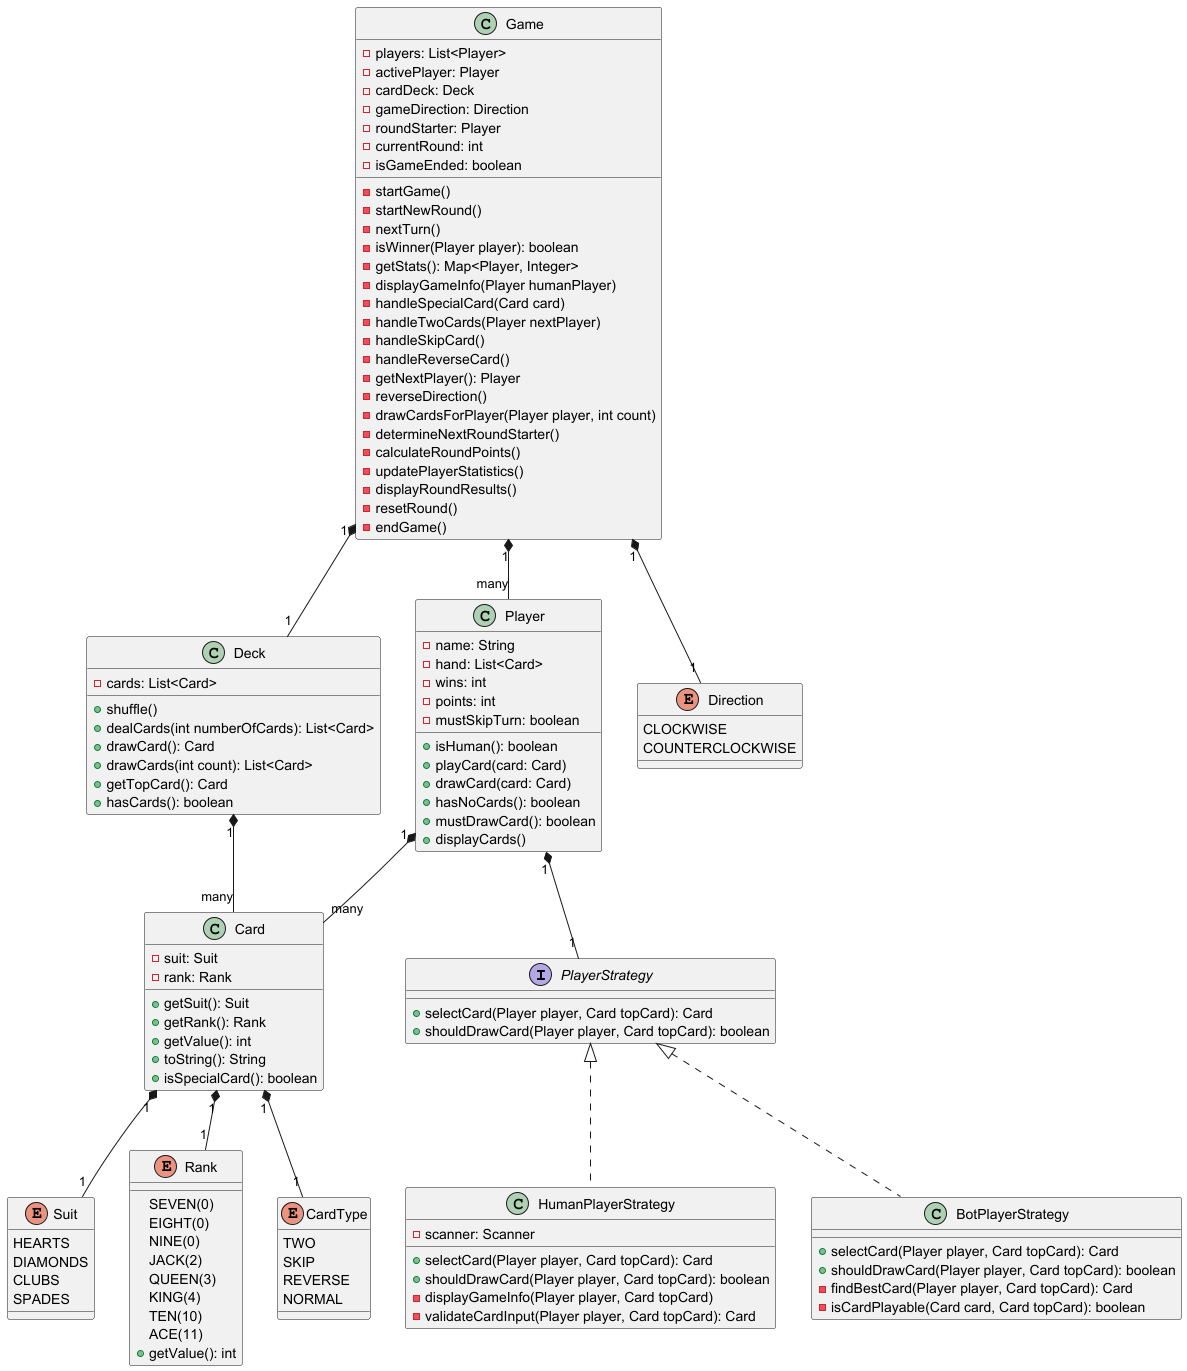 C Game
players: List<Player>
activePlayer: Player
cardDeck: Deck
gameDirection: Direction
roundStarter: Player
currentRound: int
isGameEnded: boolean
startGame()
startNewRound()
nextTurn()
isWinner(Player player): boolean
getStats(): Map<Player, Integer>
displayGameInfo(Player humanPlayer)
handleSpecialCard(Card card)
handleTwoCards(Player nextPlayer)
handleSkipCard()
handleReverseCard()
getNextPlayer(): Player
reverseDirection()
drawCardsForPlayer(Player player, int count)
determineNextRoundStarter()
calculateRoundPoints()
updatePlayerStatistics()
displayRoundResults()
resetRound()
endGame()
1
1
1
1
many
1
C Deck
cards: List<Card>
shuffle()
dealCards(int numberOfCards): List<Card>
drawCard(): Card
drawCards(int count): List<Card>
getTopCard(): Card
hasCards(): boolean
C Player
name: String
hand: List<Card>
wins: int
points: int
mustSkipTurn: boolean
isHuman(): boolean
playCard(card: Card)
drawCard(card: Card)
hasNoCards(): boolean
mustDrawCard(): boolean
displayCards()
E Direction
CLOCKWISE
COUNTERCLOCKWISE
1
1
1
many
many
1
C Card
suit: Suit
rank: Rank
getSuit(): Suit
getRank(): Rank
getValue(): int
toString(): String
isSpecialCard(): boolean
I PlayerStrategy
selectCard(Player player, Card topCard): Card
shouldDrawCard(Player player, Card topCard): boolean
1
1
1
1
1
1
E Suit
HEARTS
DIAMONDS
CLUBS
SPADES
E Rank
SEVEN(0)
EIGHT(0)
NINE(0)
JACK(2)
QUEEN(3)
KING(4)
TEN(10)
ACE(11)
getValue(): int
E CardType
TWO
SKIP
REVERSE
NORMAL
C HumanPlayerStrategy
scanner: Scanner
selectCard(Player player, Card topCard): Card
shouldDrawCard(Player player, Card topCard): boolean
displayGameInfo(Player player, Card topCard)
validateCardInput(Player player, Card topCard): Card
C BotPlayerStrategy
selectCard(Player player, Card topCard): Card
shouldDrawCard(Player player, Card topCard): boolean
findBestCard(Player player, Card topCard): Card
isCardPlayable(Card card, Card topCard): boolean